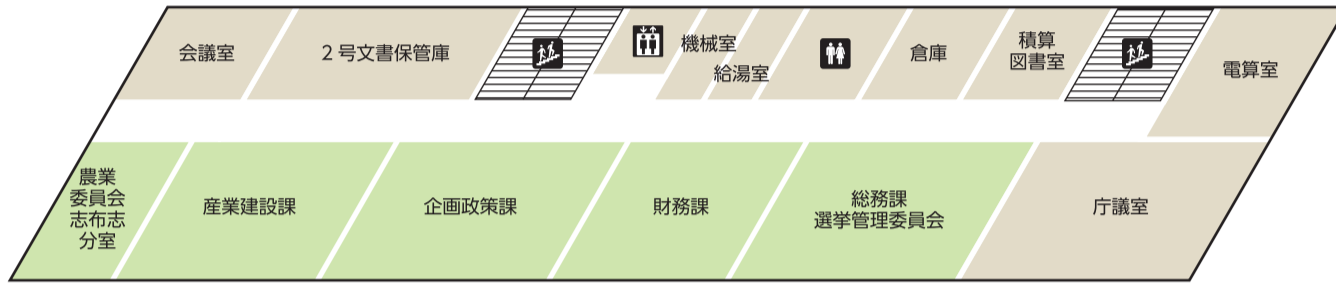 会議室
2号文書保管庫
機械室
給湯室
倉庫
積算
図書室
電算室
農業
委員会
志布志
分室
産業建設課
企画政策課
財務課
総務課
選挙管理委員会
庁議室